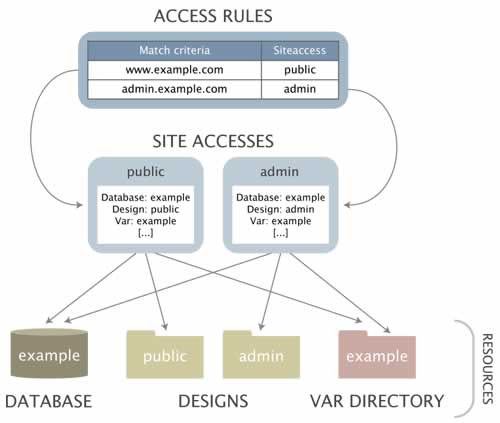 ACCESS RULES
Match criteria Siteaccess
www.example.com public
admin.example.com admin
SITE ACCESSES
public admin
Database: example Database: example
Design: public Design: admin
Var: example Var: example
[...] [...]
example public admin example
DATABASE DESIGNS VAR DIRECTORY
RESOURCES